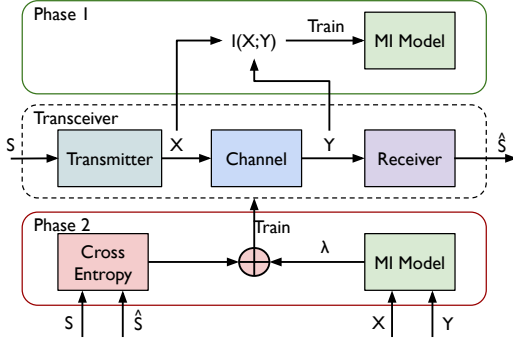 Phase 1
I(X;Y)
Train
MI Model
Transceiver
S
Transmitter
X
Channel
Y
Receiver
Ŝ
Phase 2
Cross
Entropy
Train
λ
MI Model
S
Ŝ
X
Y